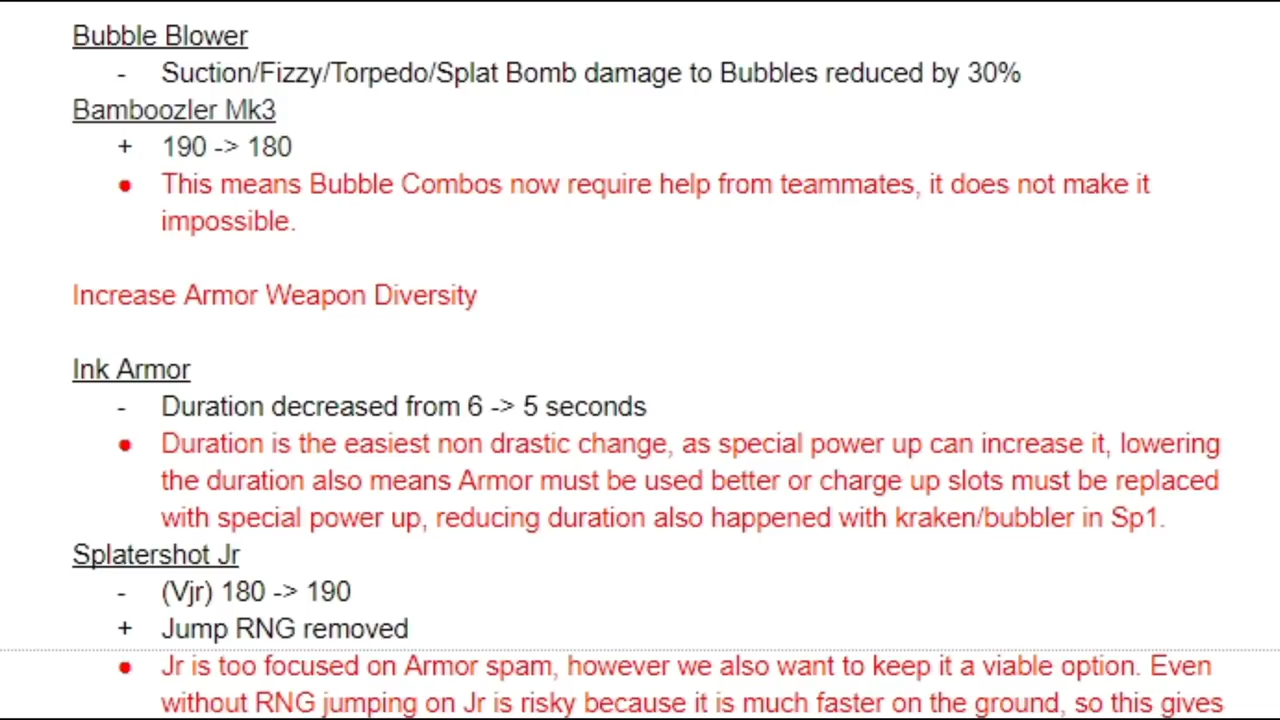 Bubble Blower
- Suction/Fizzy/Torpedo/Splat Bomb damage to Bubbles reduced by 30%
Bamboozler Mk3
+ 190 -> 180
● This means Bubble Combos now require help from teammates, it does not make it
impossible.
Increase Armor Weapon Diversity
Ink Armor
- Duration decreased from 6 -> 5 seconds
● Duration is the easiest non drastic change, as special power up can increase it, lowering
the duration also means Armor must be used better or charge up slots must be replaced
with special power up, reducing duration also happened with kraken/bubbler in Sp1.
Splatershot Jr
- (Vjr) 180 -> 190
+ Jump RNG removed
● Jr is too focused on Armor spam, however we also want to keep it a viable option. Even
without RNG jumping on Jr is risky because it is much faster on the ground, so this gives